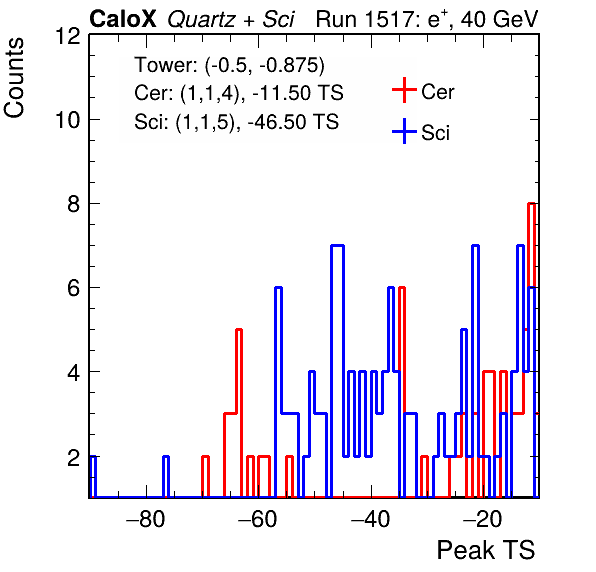 CaloX Quartz + Sci Run 1517: e⁺, 40 GeV
Counts
12
10
8
6
4
2
Tower: (-0.5, -0.875)
Cer: (1,1,4), -11.50 TS
Sci: (1,1,5), -46.50 TS
Cer
Sci
−80 −60 −40 −20
Peak TS